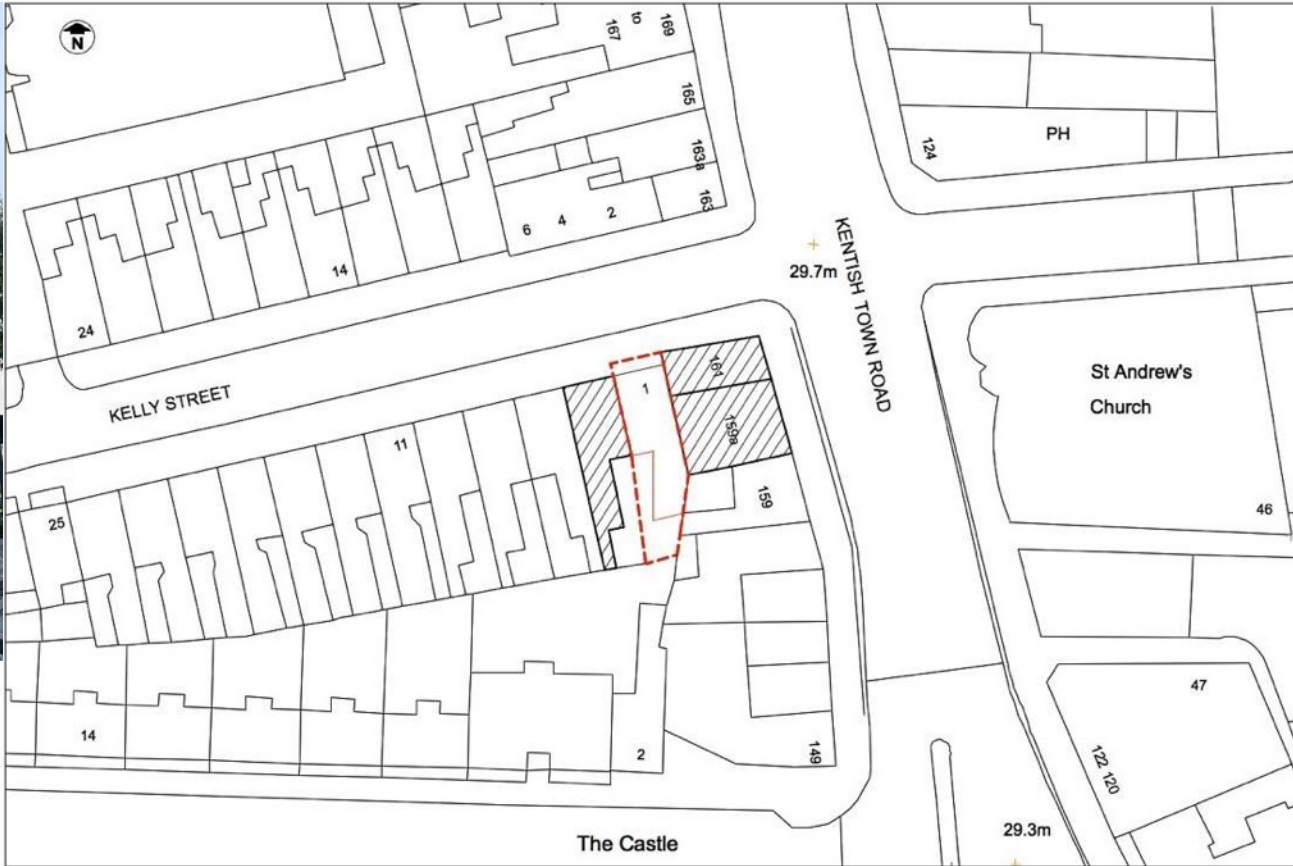 N
167
to
169
165
163a
163
6
4
2
14
24
124
PH
KENTISH TOWN ROAD
29.7m
KELLY STREET
161
1
159a
St Andrew's
Church
11
25
159
46
47
14
2
149
122 120
The Castle
29.3m